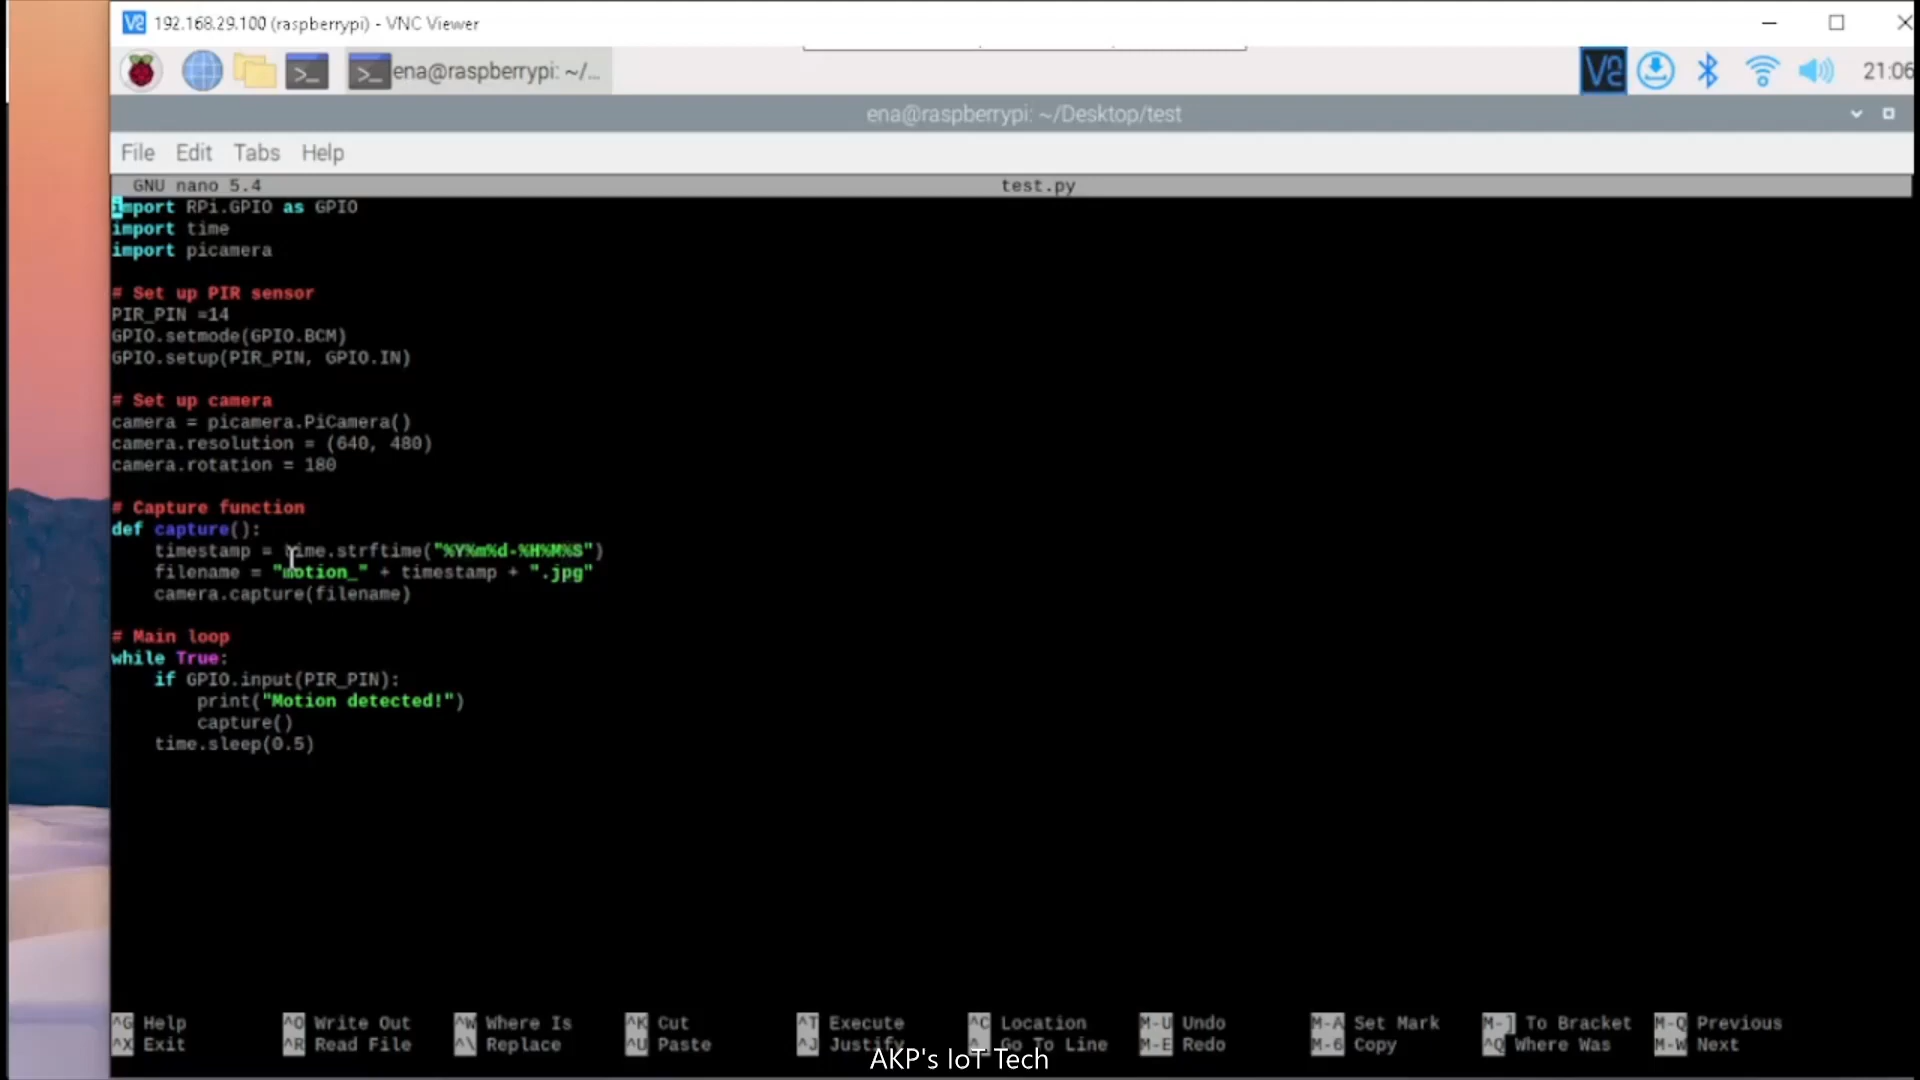 192.168.29.100 (raspberrypi) - VNC Viewer
ena@raspberrypi: ~/...
21:06
ena@raspberrypi: ~/Desktop/test
File Edit Tabs Help
GNU nano 5.4 test.py
import RPi.GPIO as GPIO
import time
import picamera
# Set up PIR sensor
PIR_PIN =14
GPIO.setmode(GPIO.BCM)
GPIO.setup(PIR_PIN, GPIO.IN)
# Set up camera
camera = picamera.PiCamera()
camera.resolution = (640, 480)
camera.rotation = 180
# Capture function
def capture():
timestamp = time.strftime("%Y%m%d-%H%M%S")
filename = "motion_" + timestamp + ".jpg"
camera.capture(filename)
# Main loop
while True:
if GPIO.input(PIR_PIN):
print("Motion detected!")
capture()
time.sleep(0.5)
^G Help ^O Write Out ^W Where Is ^K Cut ^T Execute ^C Location M-U Undo M-A Set Mark M-] To Bracket M-Q Previous
^X Exit ^R Read File ^\ Replace ^U Paste ^J Justify Go To Line M-E Redo M-6 Copy ^Q Where Was M-W Next
AKP's IoT Tech